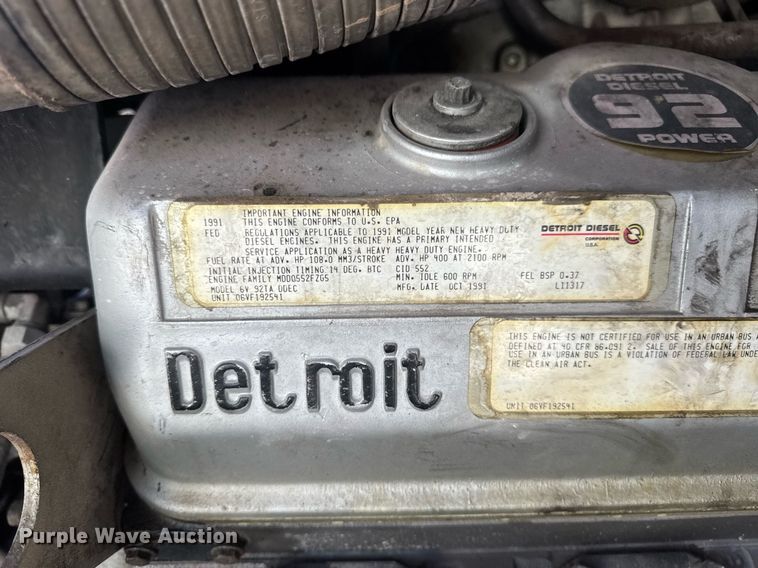 DETROIT
DIESEL
92
POWER
IMPORTANT ENGINE INFORMATION
1991 THIS ENGINE CONFORMS TO U.S. EPA
FED REGULATIONS APPLICABLE TO 1991 MODEL YEAR NEW HEAVY DUTY
DIESEL ENGINES. THIS ENGINE HAS A PRIMARY INTENDED
SERVICE APPLICATION AS A HEAVY HEAVY DUTY ENGINE.
FUEL RATE AT ADV. HP 108.0 MM3/STROKE ADV. HP 400 AT 2100 RPM
INITIAL INJECTION TIMING 14 DEG. BTC CID 552 FEL BSP 0.37
ENGINE FAMILY MDD0552FZG5 MIN. IDLE 600 RPM
MODEL 6V 92TA DDEC MFG. DATE OCT 1991 L11317
UNIT 06VF192541
DETROIT DIESEL
CORPORATION
U.S.A.
THIS ENGINE IS NOT CERTIFIED FOR USE IN AN URBAN BUS A
DEFINED AT 40 CFR 86.091 2. SALE OF THIS ENGINE FOR
USE IN AN URBAN BUS IS A VIOLATION OF FEDERAL LAW UNDE
THE CLEAN AIR ACT.
UNIT 06VF192541
Detroit
Purple Wave Auction